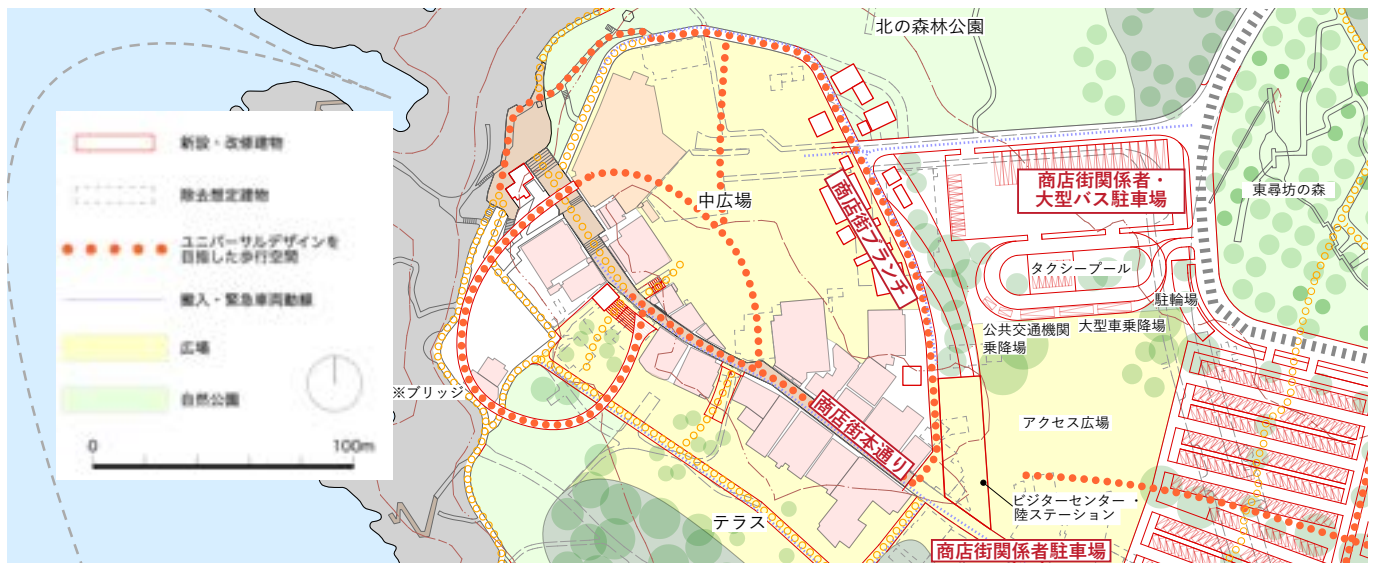 北の森林公園
新設・改修建物
除去想定建物
ユニバーサルデザインを
目指した歩行空間
搬入・緊急車両動線
広場
自然公園
0
100m
※ブリッジ
中広場
商店街ブランチ
商店街関係者・
大型バス駐車場
東尋坊の森
タクシープール
駐輪場
公共交通機関
乗降場
大型車乗降場
アクセス広場
商店街本通り
ビジターセンター・
陸ステーション
テラス
商店街関係者駐車場